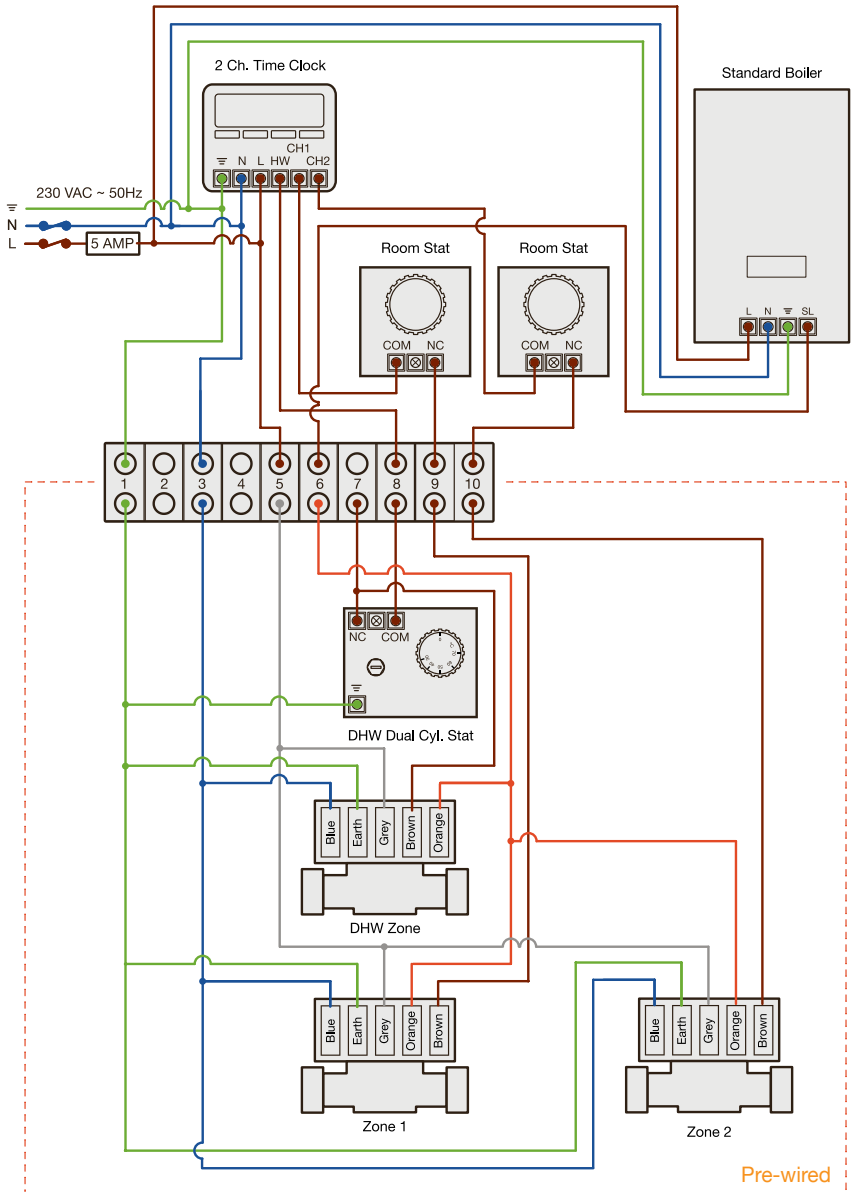 2 Ch. Time Clock
Standard Boiler
CH1
N L HW CH2
230 VAC ~ 50Hz
N
L 5 AMP
Room Stat
Room Stat
COM NC
COM NC
L N SL
1 2 3 4 5 6 7 8 9 10
NC COM
DHW Dual Cyl. Stat
Blue Earth Grey Brown Orange
DHW Zone
Blue Earth Grey Orange Brown
Zone 1
Blue Earth Grey Orange Brown
Zone 2
Pre-wired